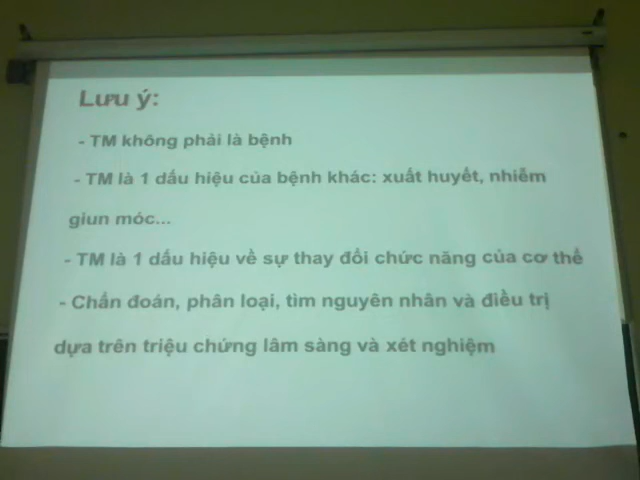 Lưu ý:
- TM không phải là bệnh
- TM là 1 dấu hiệu của bệnh khác: xuất huyết, nhiễm
giun móc...
- TM là 1 dấu hiệu về sự thay đổi chức năng của cơ thể
- Chẩn đoán, phân loại, tìm nguyên nhân và điều trị
dựa trên triệu chứng lâm sàng và xét nghiệm